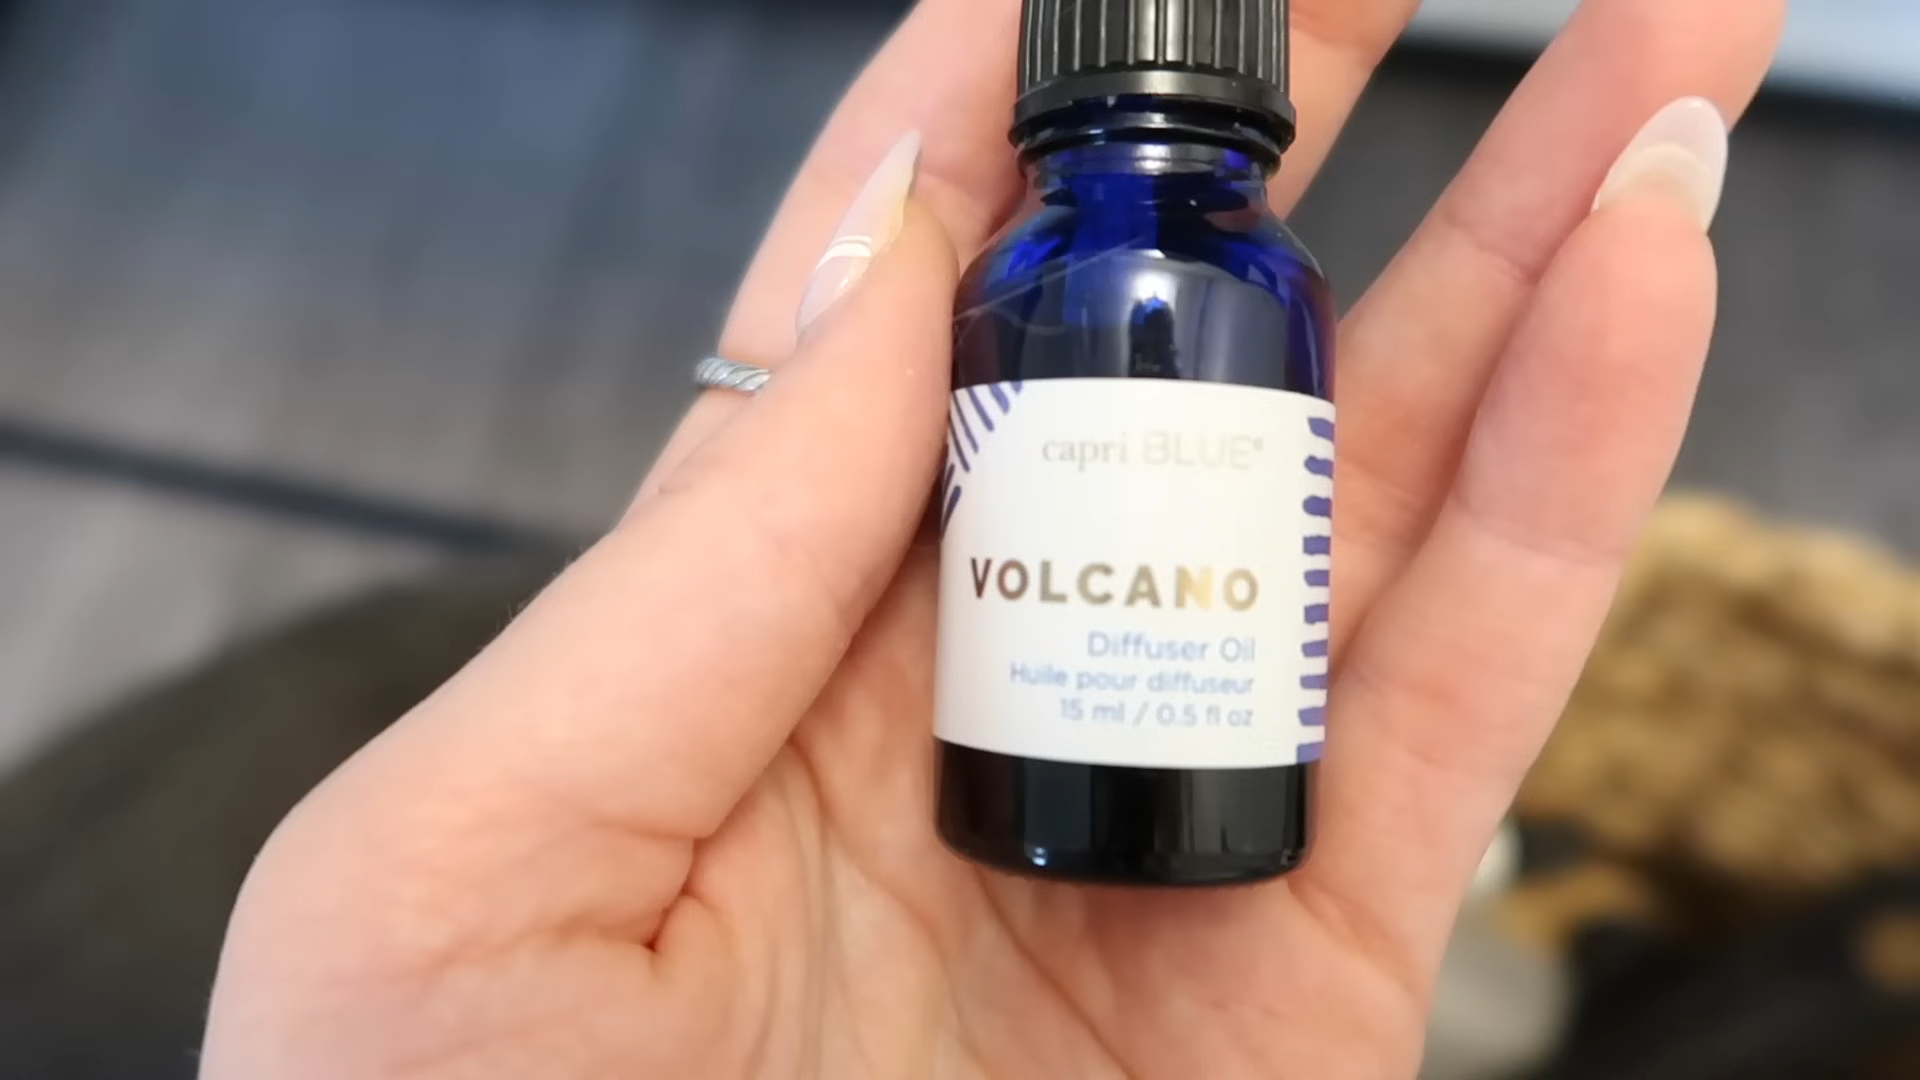 capri BLUE®
VOLCANO
Diffuser Oil
Huile pour diffuseur
15 ml / 0.5 fl oz